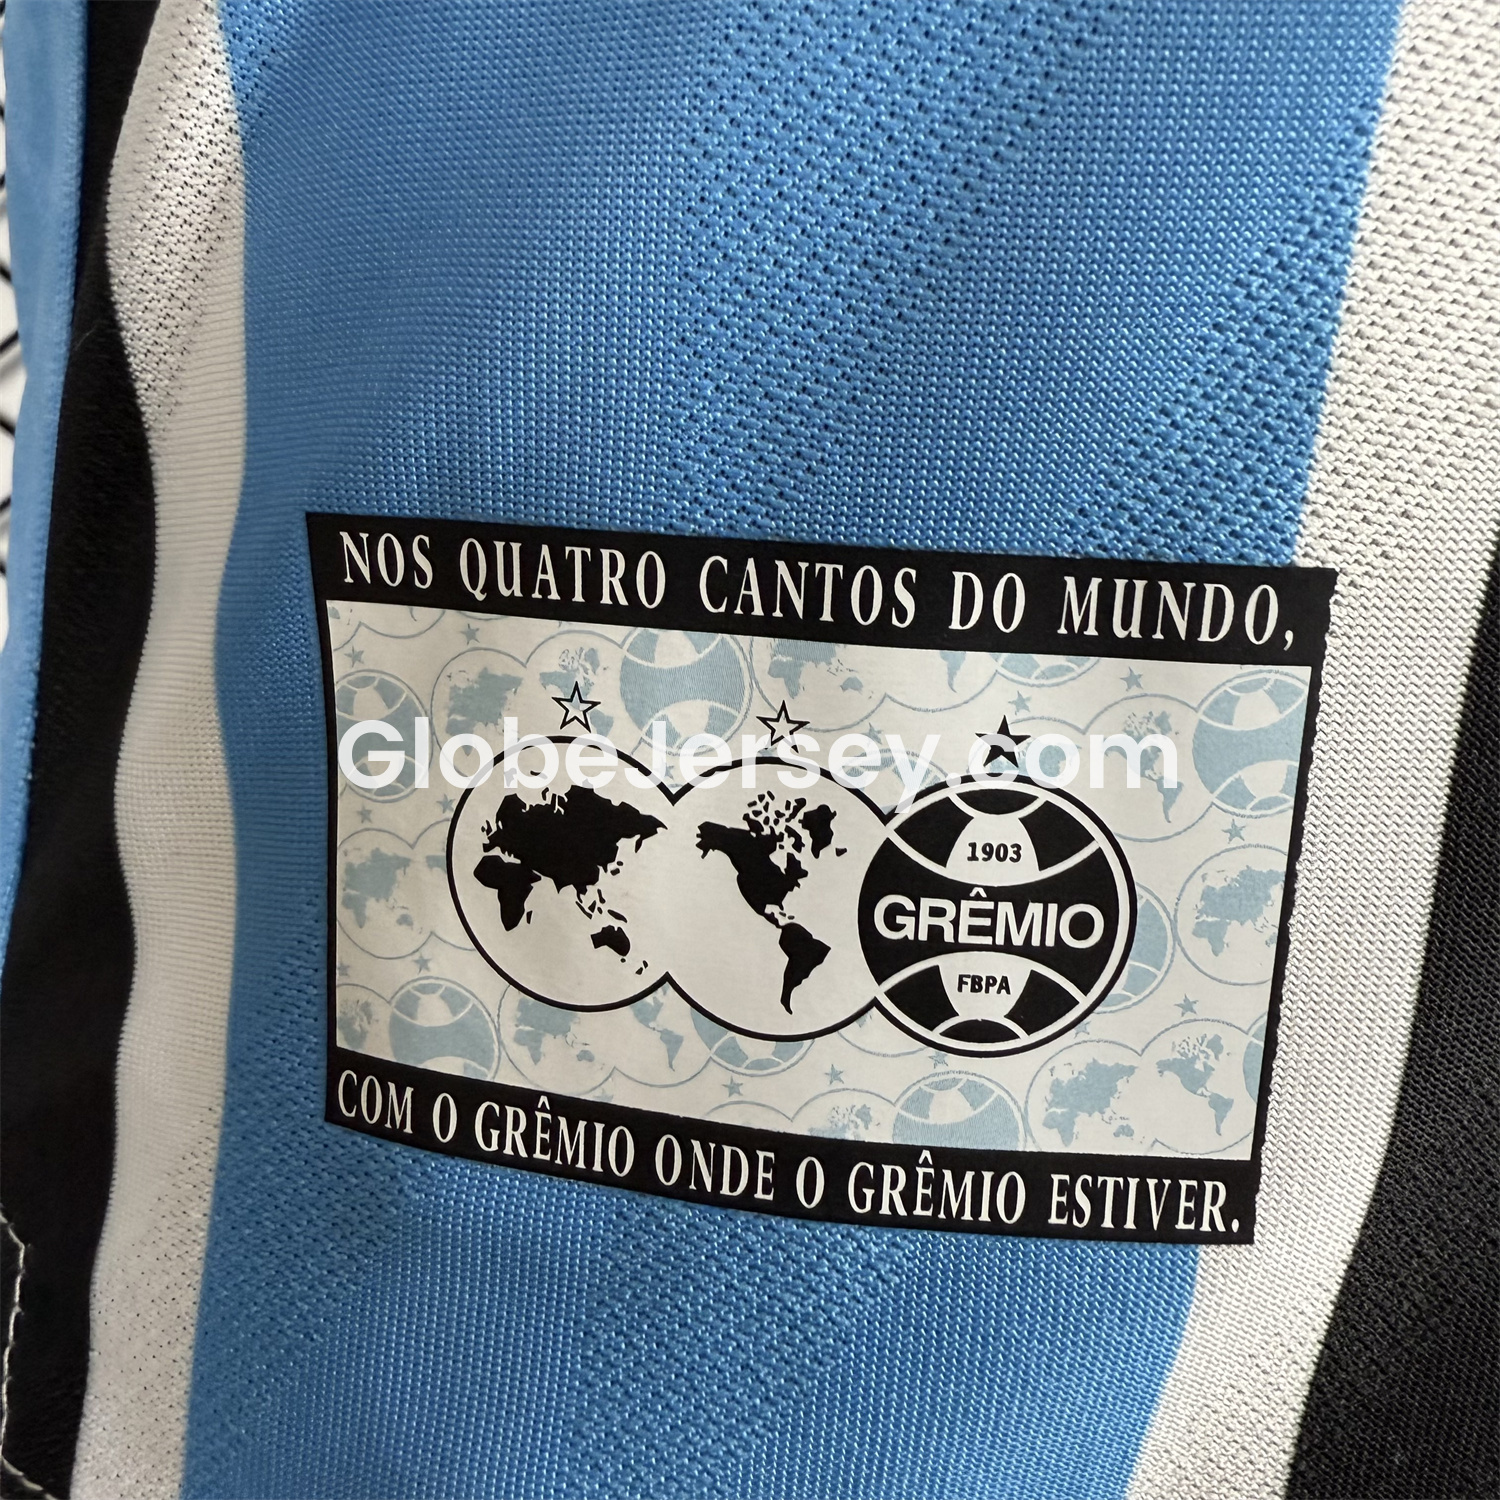 NOS QUATRO CANTOS DO MUNDO,
GlobeJersey.com
1903
GRÊMIO
FBPA
COM O GRÊMIO ONDE O GRÊMIO ESTIVER.